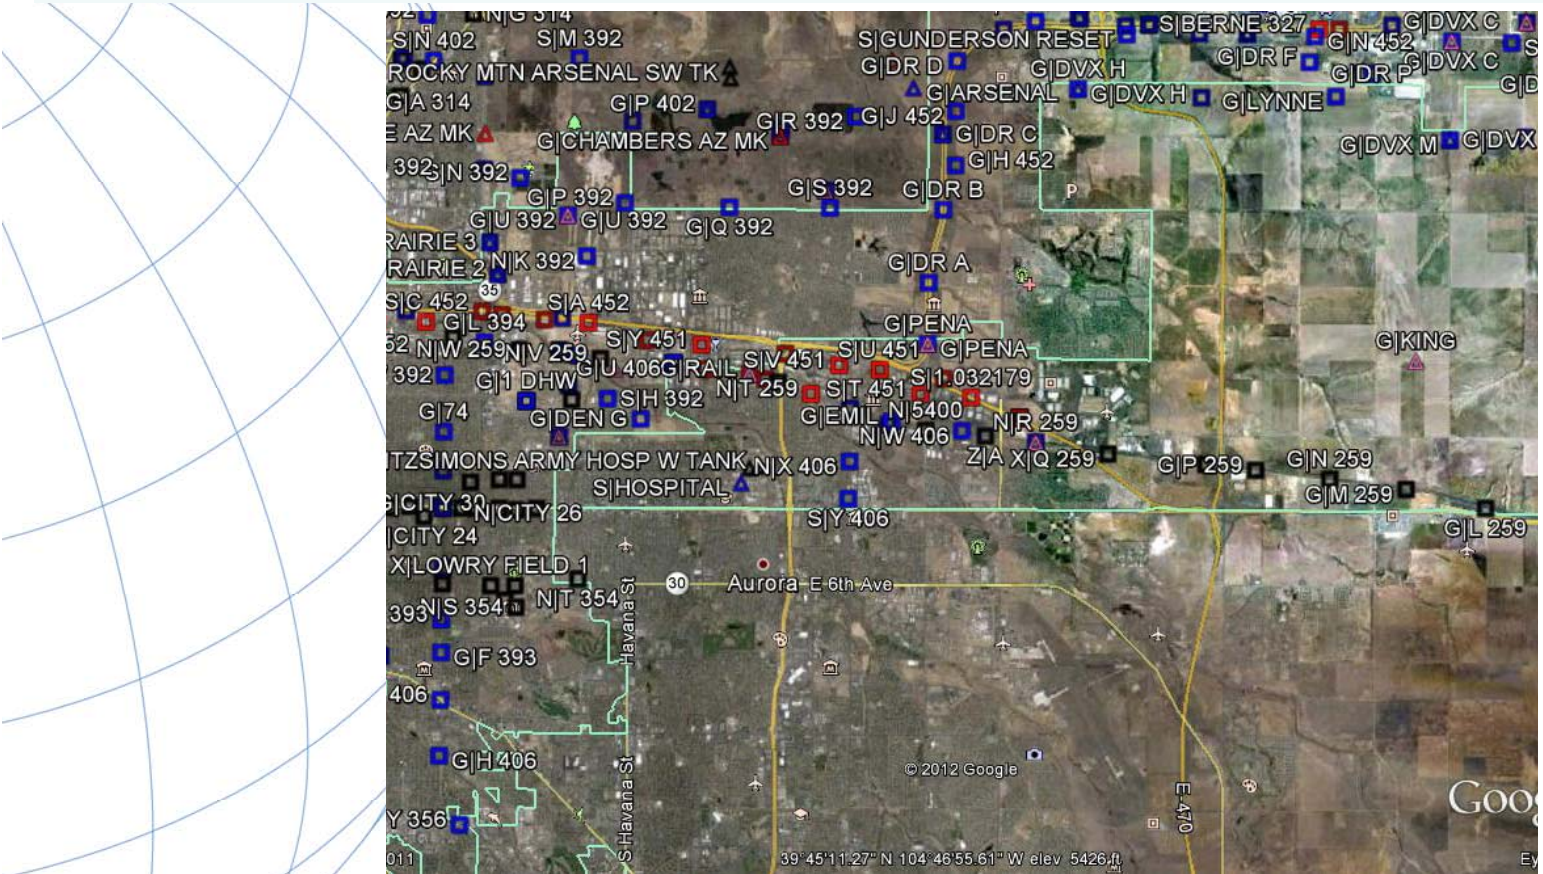 N|G 314
S|N 402
S|M 392
S|GUNDERSON RESET
S|BERNE 327
G|DVX C
G|N 452
G|DR D
G|DVX H
G|DR F
G|DR P
G|DVX C
ROCKY MTN ARSENAL SW TK
G|A 314
G|P 402
G|ARSENAL
G|DVX H
G|LYNNE
G|R 392
G|J 452
E AZ MK
G|CHAMBERS AZ MK
G|DR C
G|DVX M
G|DVX
392
S|N 392
G|H 452
G|P 392
G|S 392
G|DR B
P
G|U 392
G|U 392
G|Q 392
RAIRIE 3
RAIRIE 2
N|K 392
G|DR A
35
S|C 452
S|A 452
G|L 394
G|PENA
52
N|W 259
N|V 259
S|Y 451
S|V 451
S|U 451
G|PENA
G|KING
392
G|1 DHW
G|U 406
G|RAIL
N|T 259
S|T 451
S|1.032179
G|74
G|DEN G
S|H 392
G|EMIL
N|5400
N|W 406
N|R 259
ITZSIMONS ARMY HOSP W TANK
N|X 406
Z|A
X|Q 259
G|P 259
G|N 259
S|HOSPITAL
G|M 259
G|CITY 30
N|CITY 26
S|Y 406
G|L 259
|CITY 24
X|LOWRY FIELD 1
30
Aurora
E 6th Ave
393
N|S 354
N|T 354
Havana St
G|F 393
406
G|H 406
© 2012 Google
E-470
Goog
Y 356
S Havana St
011
39°45'11.27" N 104°46'55.61" W elev 5426 ft
Ey